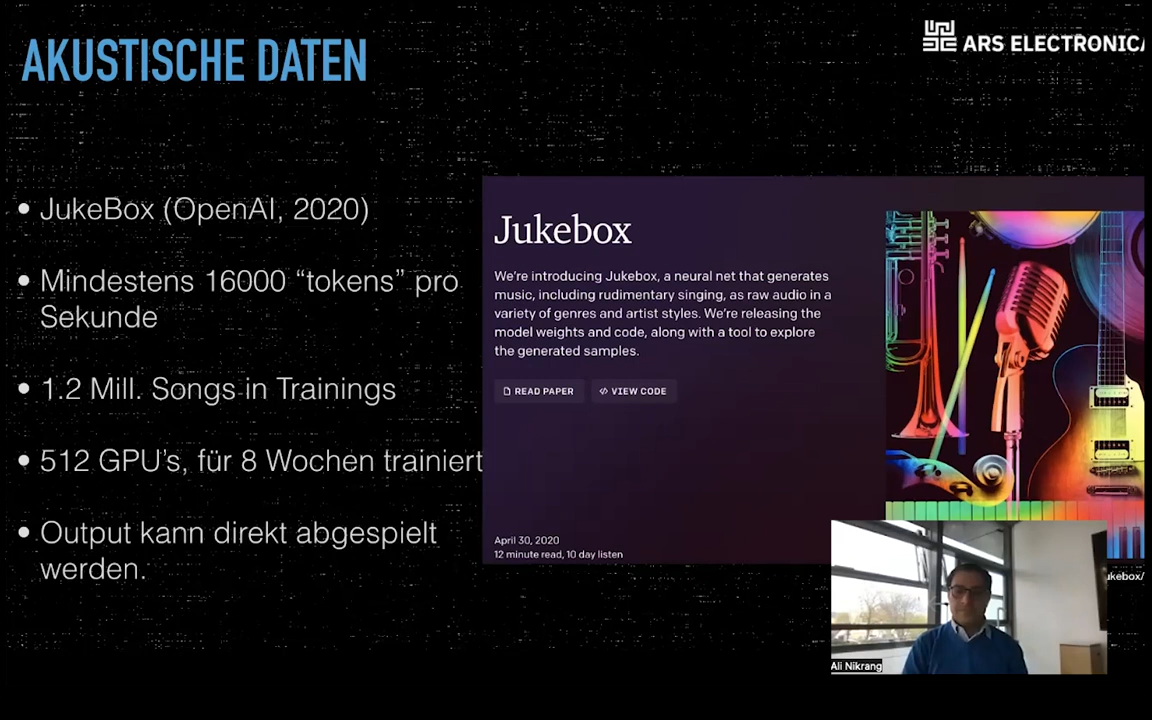 AKUSTISCHE DATEN
ARS ELECTRONICA
• JukeBox (OpenAI, 2020)
• Mindestens 16000 “tokens” pro
Sekunde
• 1.2 Mill. Songs in Trainings
• 512 GPU’s, für 8 Wochen trainiert
• Output kann direkt abgespielt
werden.
Jukebox
We’re introducing Jukebox, a neural net that generates
music, including rudimentary singing, as raw audio in a
variety of genres and artist styles. We’re releasing the
model weights and code, along with a tool to explore
the generated samples.
READ PAPER
VIEW CODE
April 30, 2020
12 minute read, 10 day listen
ukebox/
Ali Nikrang